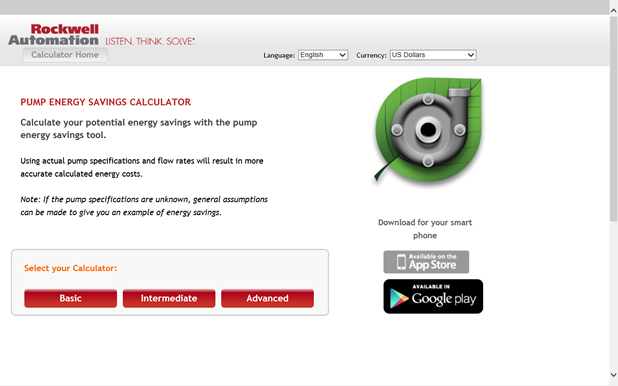 Rockwell
Automation LISTEN. THINK. SOLVE.®
Calculator Home
Language: English Currency: US Dollars
PUMP ENERGY SAVINGS CALCULATOR
Calculate your potential energy savings with the pump
energy savings tool.
Using actual pump specifications and flow rates will result in more
accurate calculated energy costs.
Note: If the pump specifications are unknown, general assumptions
can be made to give you an example of energy savings.
Select your Calculator:
Basic Intermediate Advanced
Download for your smart
phone
Available on the
App Store
AVAILABLE IN
Google play